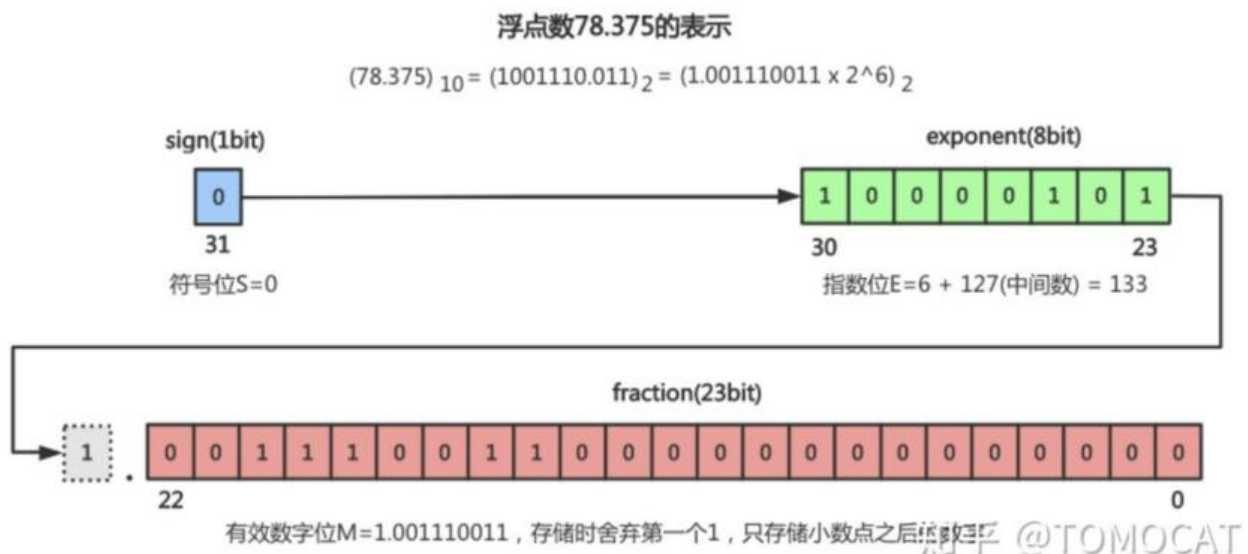 浮点数78.375的表示
(78.375) 10 = (1001110.011) 2 = (1.001110011 x 2^6) 2
sign(1bit)
exponent(8bit)
0
1 0 0 0 0 1 0 1
31
30
23
符号位S=0
指数位E=6 + 127(中间数) = 133
fraction(23bit)
1 . 0 0 1 1 1 0 0 1 1 0 0 0 0 0 0 0 0 0 0 0 0 0 0
22
0
有效数字位M=1.001110011,存储时舍弃第一个1,只存储小数点之后
知乎 @TOMOCAT